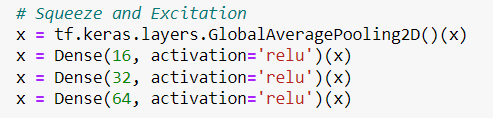 # Squeeze and Excitation
x = tf.keras.layers.GlobalAveragePooling2D()(x)
x = Dense(16, activation='relu')(x)
x = Dense(32, activation='relu')(x)
x = Dense(64, activation='relu')(x)